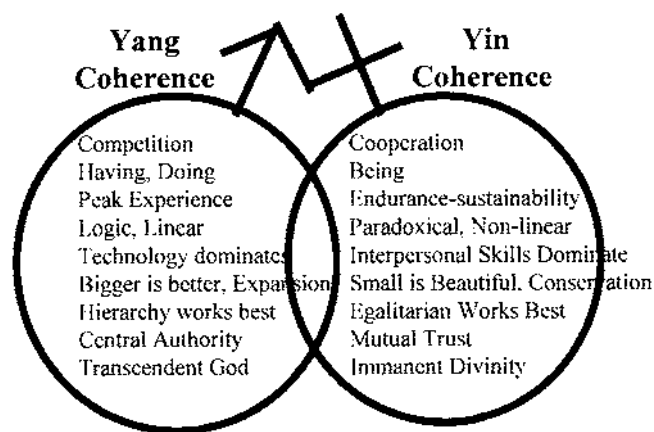 Yang
Coherence
Competition
Having, Doing
Peak Experience
Logic, Linear
Technology dominates
Bigger is better, Expansion
Hierarchy works best
Central Authority
Transcendent God
Yin
Coherence
Cooperation
Being
Endurance-sustainability
Paradoxical, Non-linear
Interpersonal Skills Dominate
Small is Beautiful, Conservation
Egalitarian Works Best
Mutual Trust
Immanent Divinity